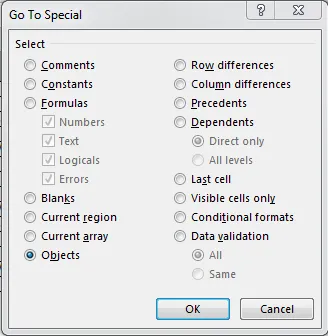 Go To Special
?
Select
Comments
Constants
Formulas
Numbers
Text
Logicals
Errors
Blanks
Current region
Current array
Objects
Row differences
Column differences
Precedents
Dependents
Direct only
All levels
Last cell
Visible cells only
Conditional formats
Data validation
All
Same
OK
Cancel